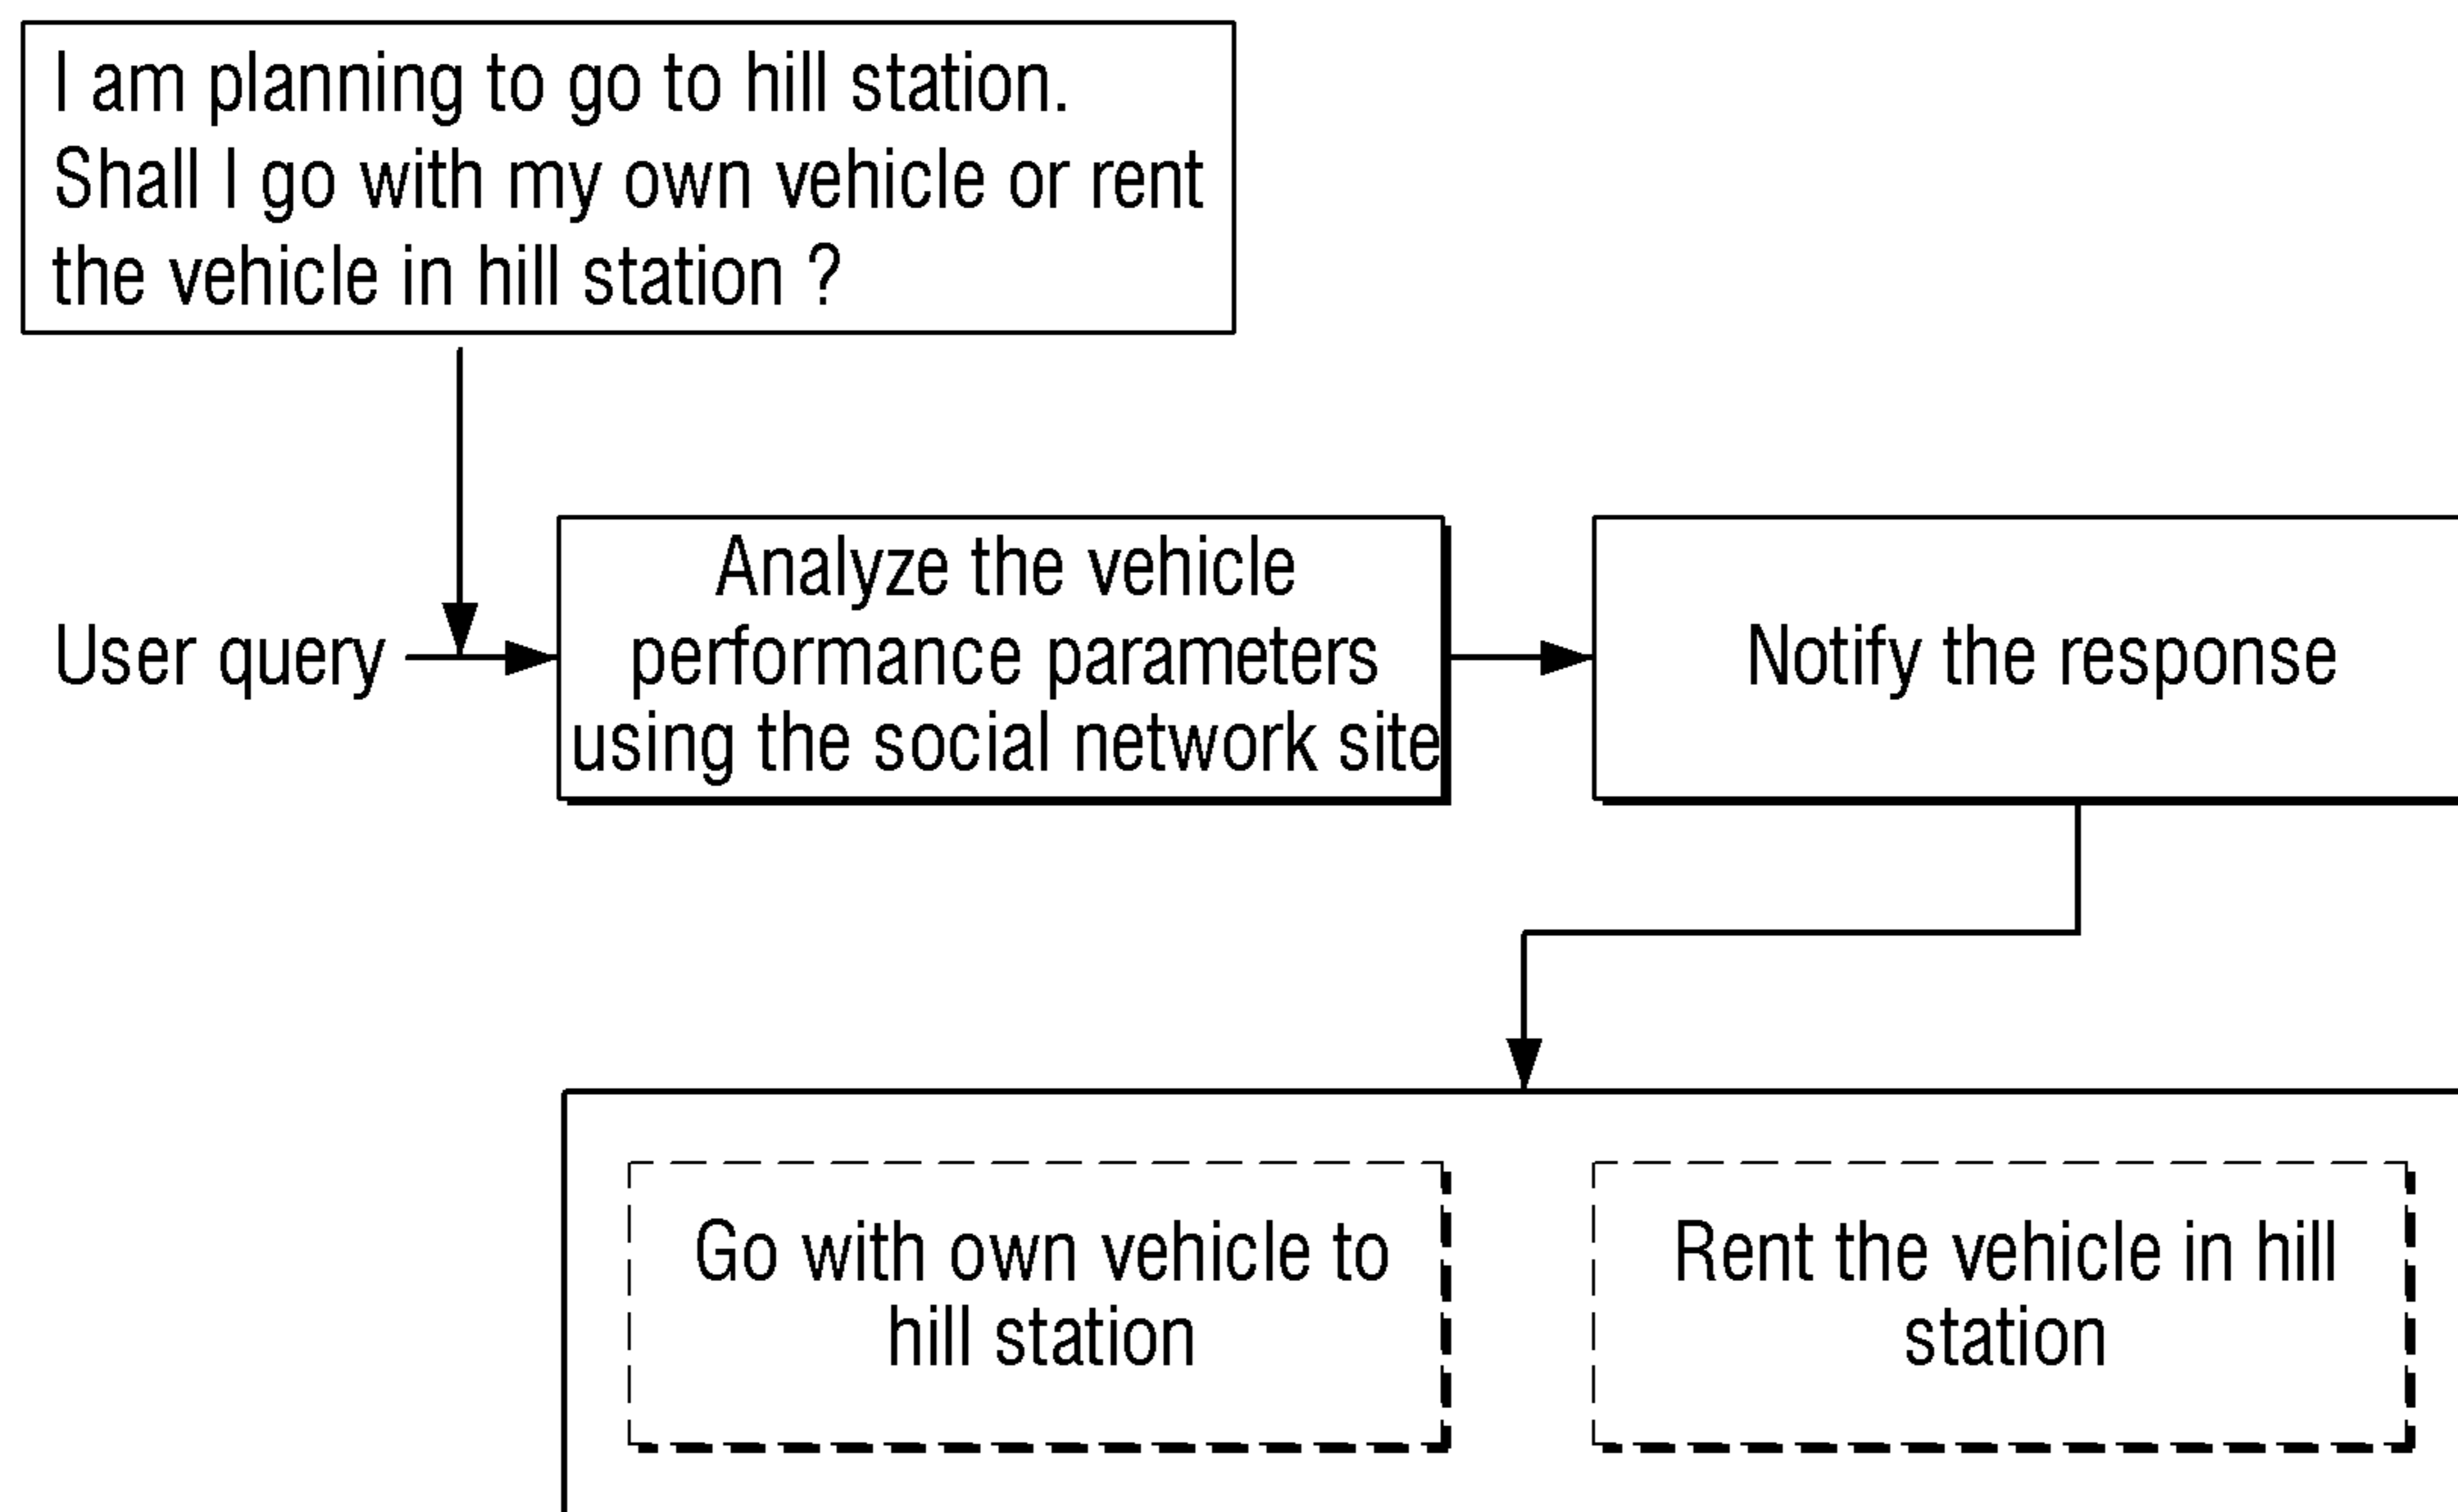 I am planning to go to hill station.
Shall I go with my own vehicle or rent
the vehicle in hill station ?
User query
Analyze the vehicle
performance parameters
using the social network site
Notify the response
Go with own vehicle to
hill station
Rent the vehicle in hill
station